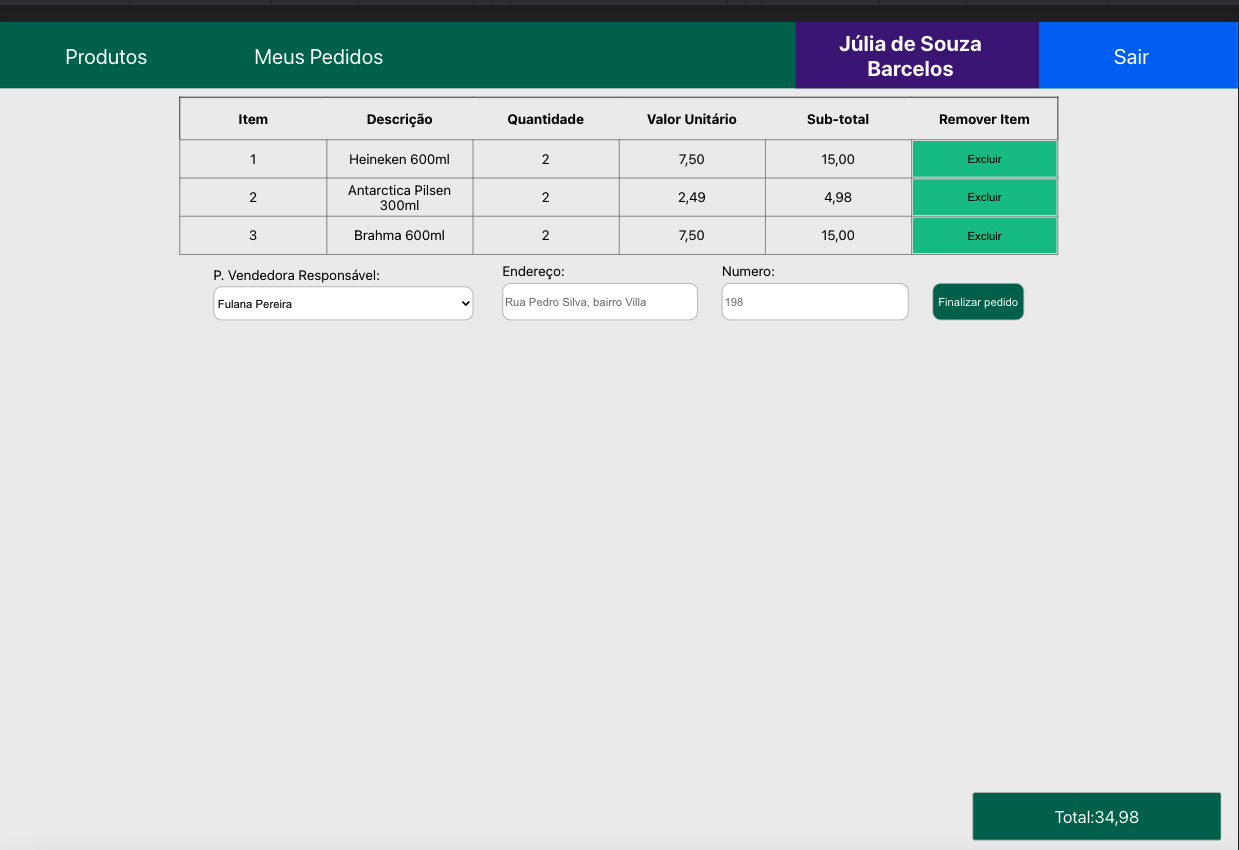 Produtos Meus Pedidos Júlia de Souza Sair
Barcelos
Item Descrição Quantidade Valor Unitário Sub-total Remover Item
1 Heineken 600ml 2 7,50 15,00 Excluir
2 Antarctica Pilsen 300ml 2 2,49 4,98 Excluir
3 Brahma 600ml 2 7,50 15,00 Excluir
P. Vendedora Responsável: Endereço: Numero:
Fulana Pereira Rua Pedro Silva, bairro Villa 198 Finalizar pedido
Total:34,98